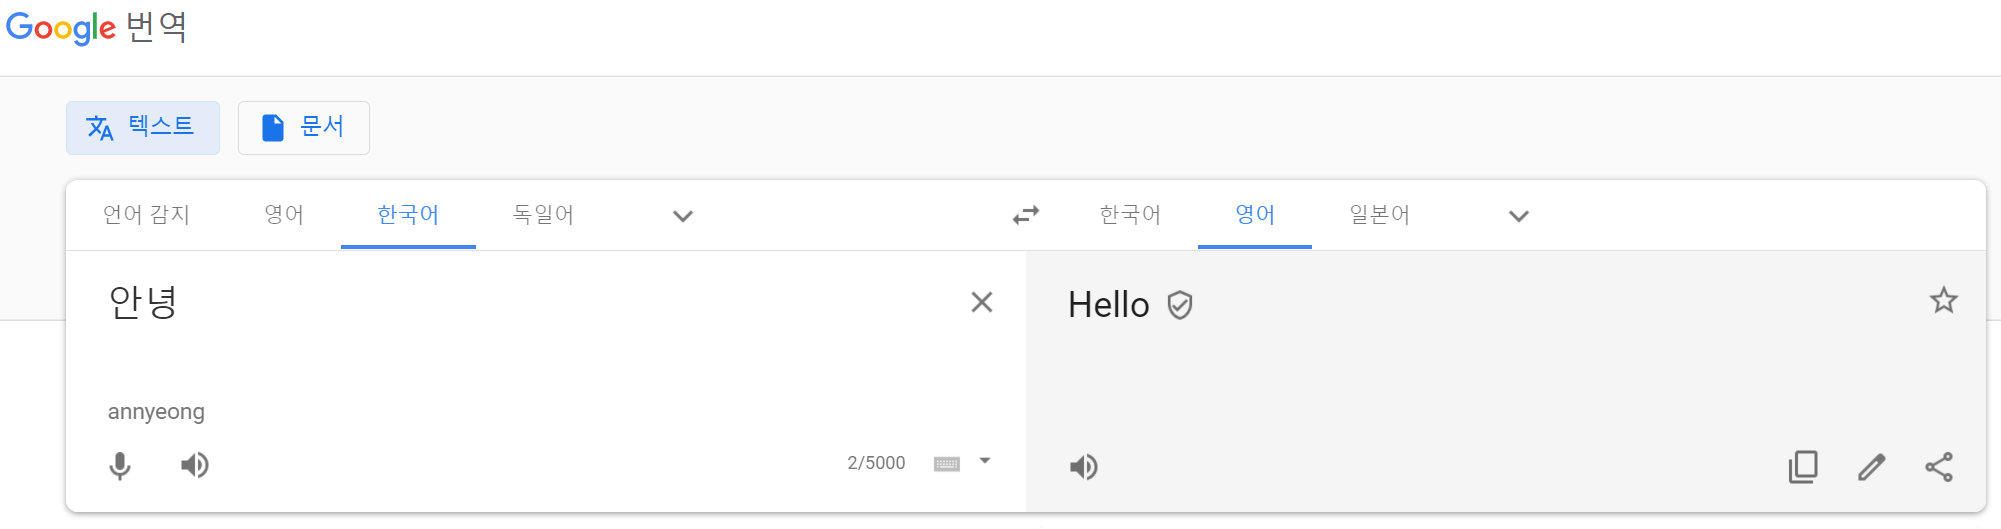 Google 번역
텍스트 문서
언어 감지 영어 한국어 독일어 한국어 영어 일본어
안녕
Hello
annyeong
2/5000